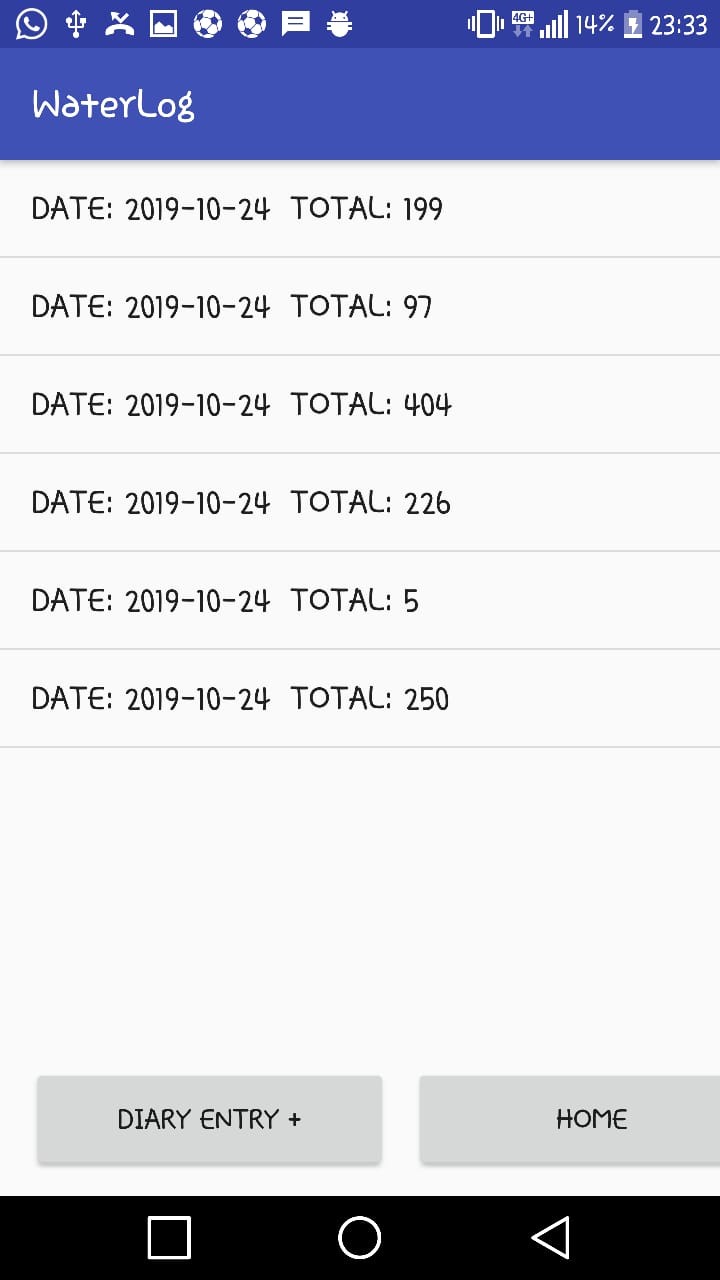 4G+ 14% 23:33
WaterLog
DATE: 2019-10-24 TOTAL: 199
DATE: 2019-10-24 TOTAL: 97
DATE: 2019-10-24 TOTAL: 404
DATE: 2019-10-24 TOTAL: 226
DATE: 2019-10-24 TOTAL: 5
DATE: 2019-10-24 TOTAL: 250
DIARY ENTRY + HOME